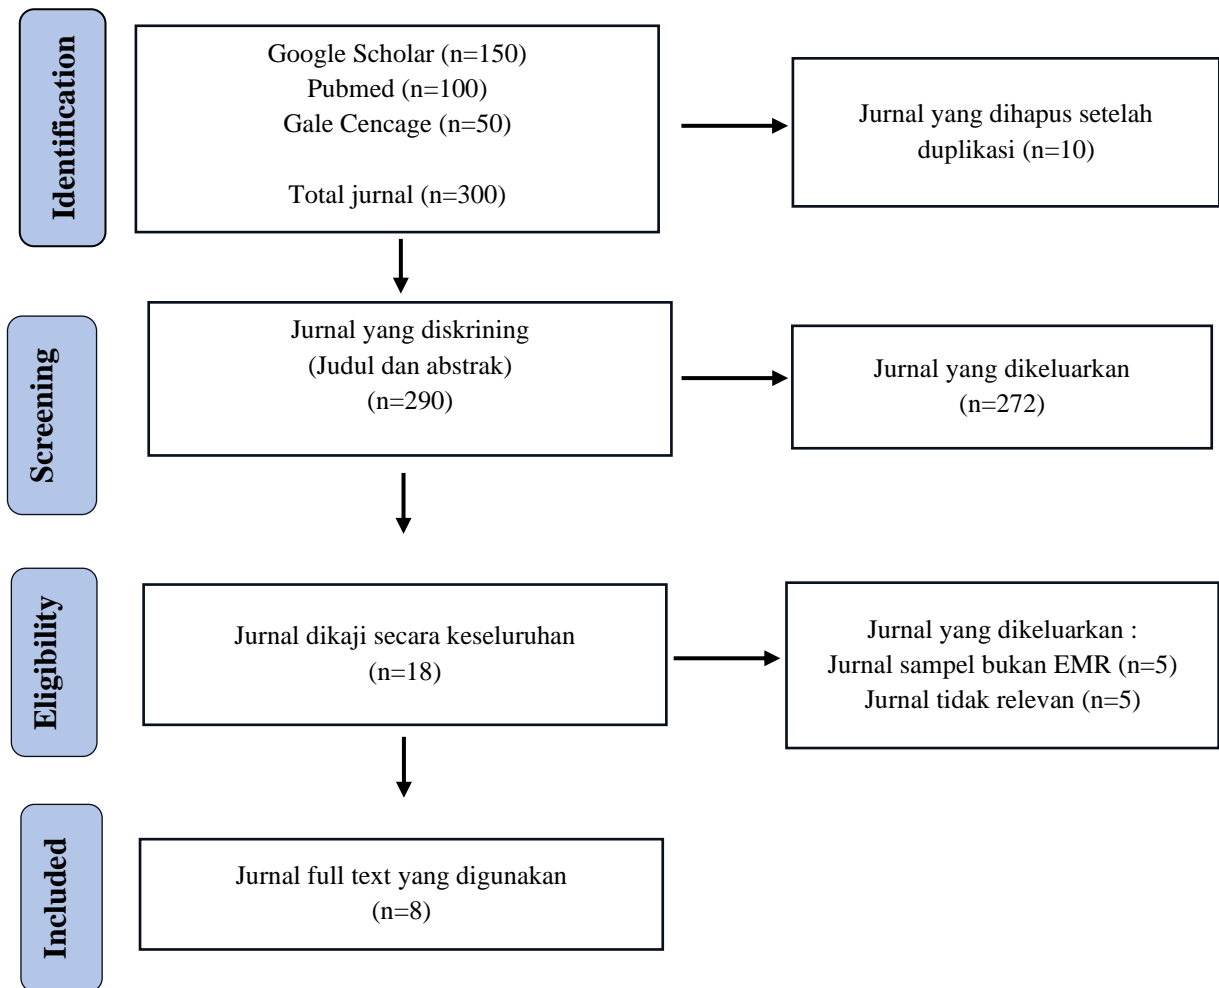 Identification
Google Scholar (n=150)
Pubmed (n=100)
Gale Cencage (n=50)
Total jurnal (n=300)
Jurnal yang dihapus setelah
duplikasi (n=10)
Screening
Jurnal yang diskrining
(Judul dan abstrak)
(n=290)
Jurnal yang dikeluarkan
(n=272)
Eligibility
Jurnal dikaji secara keseluruhan
(n=18)
Jurnal yang dikeluarkan :
Jurnal sampel bukan EMR (n=5)
Jurnal tidak relevan (n=5)
Included
Jurnal full text yang digunakan
(n=8)